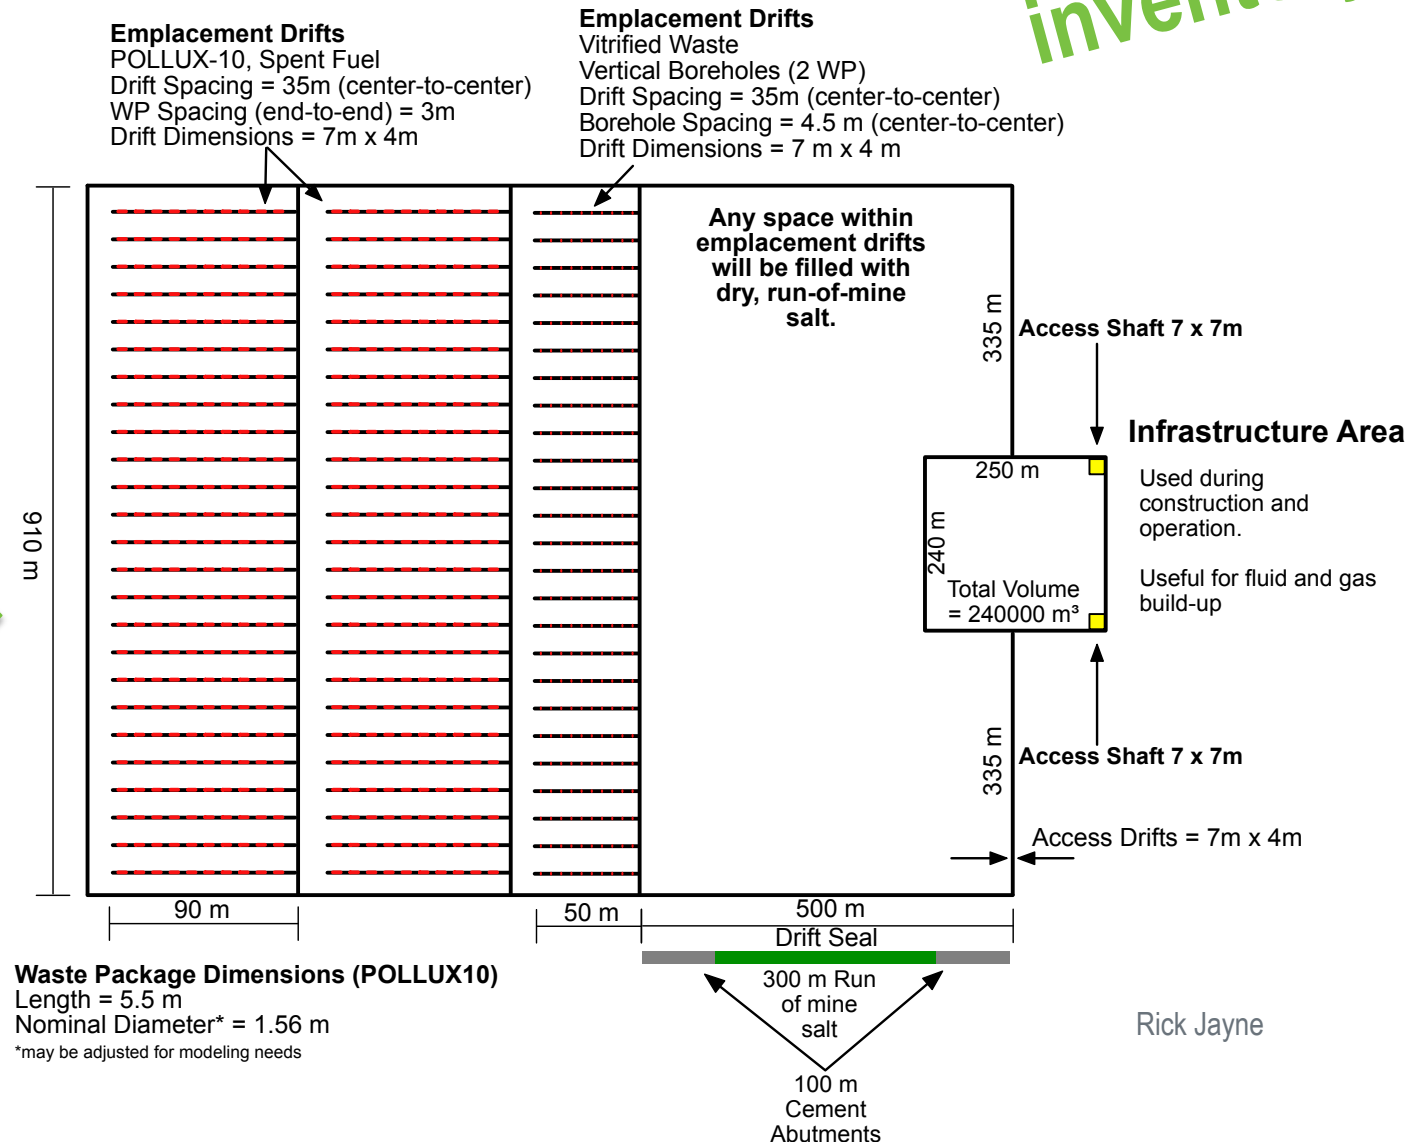 Emplacement Drifts
POLLUX-10, Spent Fuel
Drift Spacing = 35m (center-to-center)
WP Spacing (end-to-end) = 3m
Drift Dimensions = 7m x 4m
Emplacement Drifts
Vitrified Waste
Vertical Boreholes (2 WP)
Drift Spacing = 35m (center-to-center)
Borehole Spacing = 4.5 m (center-to-center)
Drift Dimensions = 7 m x 4 m
Any space within
emplacement drifts
will be filled with
dry, run-of-mine
salt.
335 m
Access Shaft 7 x 7m
Infrastructure Area
Used during
construction and
operation.
Useful for fluid and gas
build-up
250 m
240 m
Total Volume
= 240000 m³
910 m
335 m
Access Shaft 7 x 7m
Access Drifts = 7m x 4m
90 m
50 m
500 m
Drift Seal
300 m Run
of mine
salt
100 m
Cement
Abutments
Waste Package Dimensions (POLLUX10)
Length = 5.5 m
Nominal Diameter* = 1.56 m
*may be adjusted for modeling needs
Rick Jayne